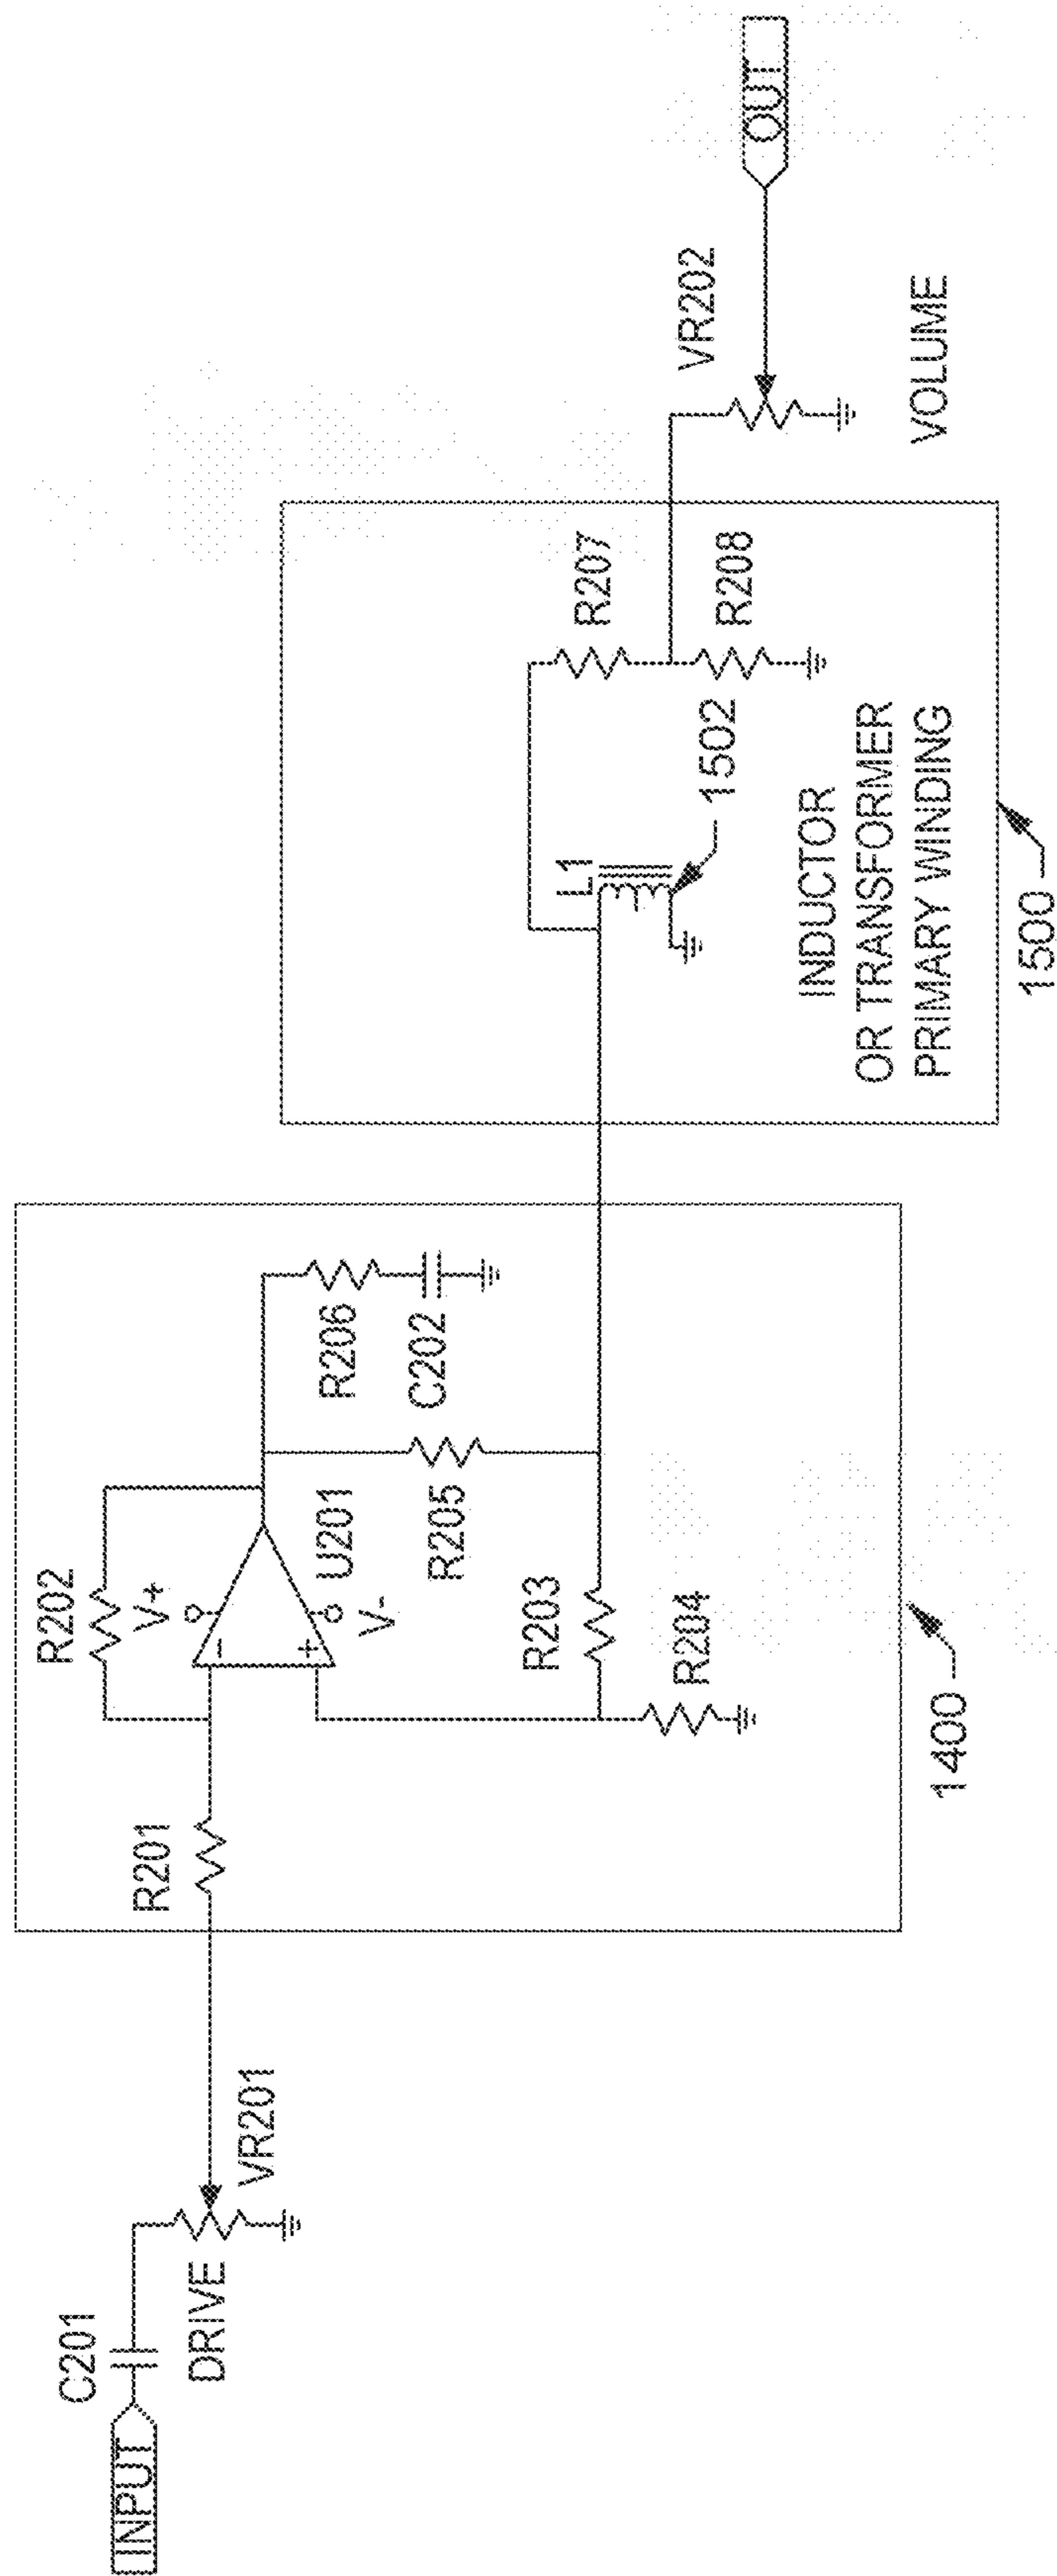 INPUT
C201
DRIVE
VR201
R201
R202
V+
-
+
U201
V-
R203
R204
R205
R206
C202
1400
L1
1502
R207
R208
INDUCTOR
OR TRANSFORMER
PRIMARY WINDING
1500
VR202
VOLUME
OUT